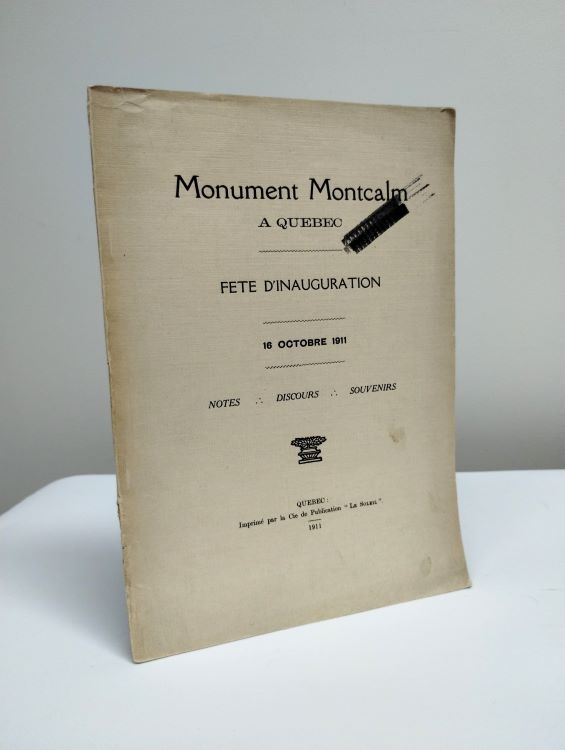 Monument Montcalm
A QUEBEC
FETE D'INAUGURATION
16 OCTOBRE 1911
NOTES ∴ DISCOURS ∴ SOUVENIRS
QUEBEC:
Imprimé par la Cie de Publication "Le Soleil"
1911